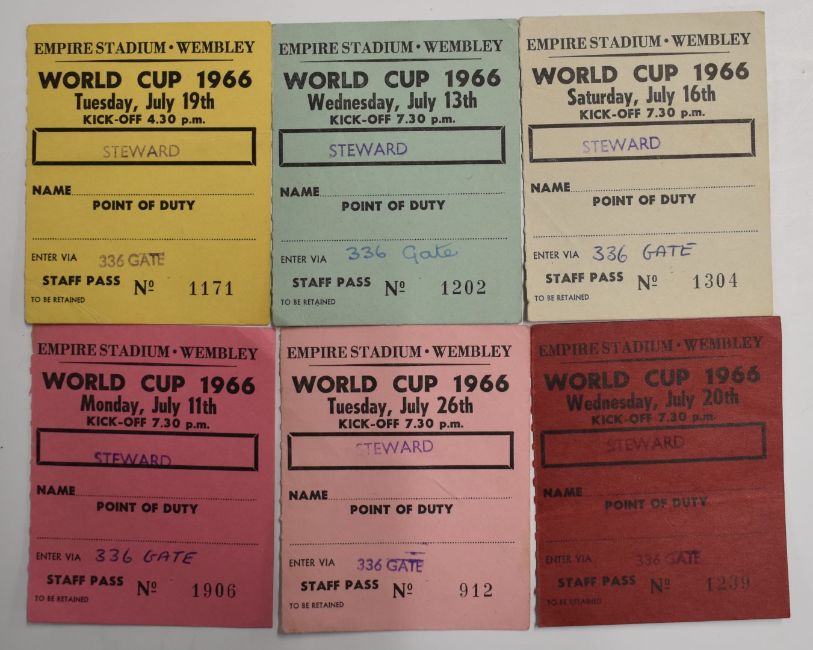 EMPIRE STADIUM • WEMBLEY
WORLD CUP 1966
Tuesday, July 19th
KICK-OFF 4.30 p.m.
STEWARD
NAME
POINT OF DUTY
ENTER VIA 336 GATE
STAFF PASS Nº 1171
TO BE RETAINED
EMPIRE STADIUM • WEMBLEY
WORLD CUP 1966
Wednesday, July 13th
KICK-OFF 7.30 p.m.
STEWARD
NAME
POINT OF DUTY
ENTER VIA 336 Gate
STAFF PASS Nº 1202
TO BE RETAINED
EMPIRE STADIUM • WEMBLEY
WORLD CUP 1966
Saturday, July 16th
KICK-OFF 7.30 p.m.
STEWARD
NAME
POINT OF DUTY
ENTER VIA 336 GATE
STAFF PASS Nº 1304
TO BE RETAINED
EMPIRE STADIUM • WEMBLEY
WORLD CUP 1966
Monday, July 11th
KICK-OFF 7.30 p.m.
STEWARD
NAME
POINT OF DUTY
ENTER VIA 336 GATE
STAFF PASS Nº 1906
TO BE RETAINED
EMPIRE STADIUM • WEMBLEY
WORLD CUP 1966
Tuesday, July 26th
KICK-OFF 7.30 p.m.
STEWARD
NAME
POINT OF DUTY
ENTER VIA 336 GATE
STAFF PASS Nº 912
TO BE RETAINED
EMPIRE STADIUM • WEMBLEY
WORLD CUP 1966
Wednesday, July 20th
KICK-OFF 7.30 p.m.
STEWARD
NAME
POINT OF DUTY
ENTER VIA 336 GATE
STAFF PASS Nº 1239
TO BE RETAINED